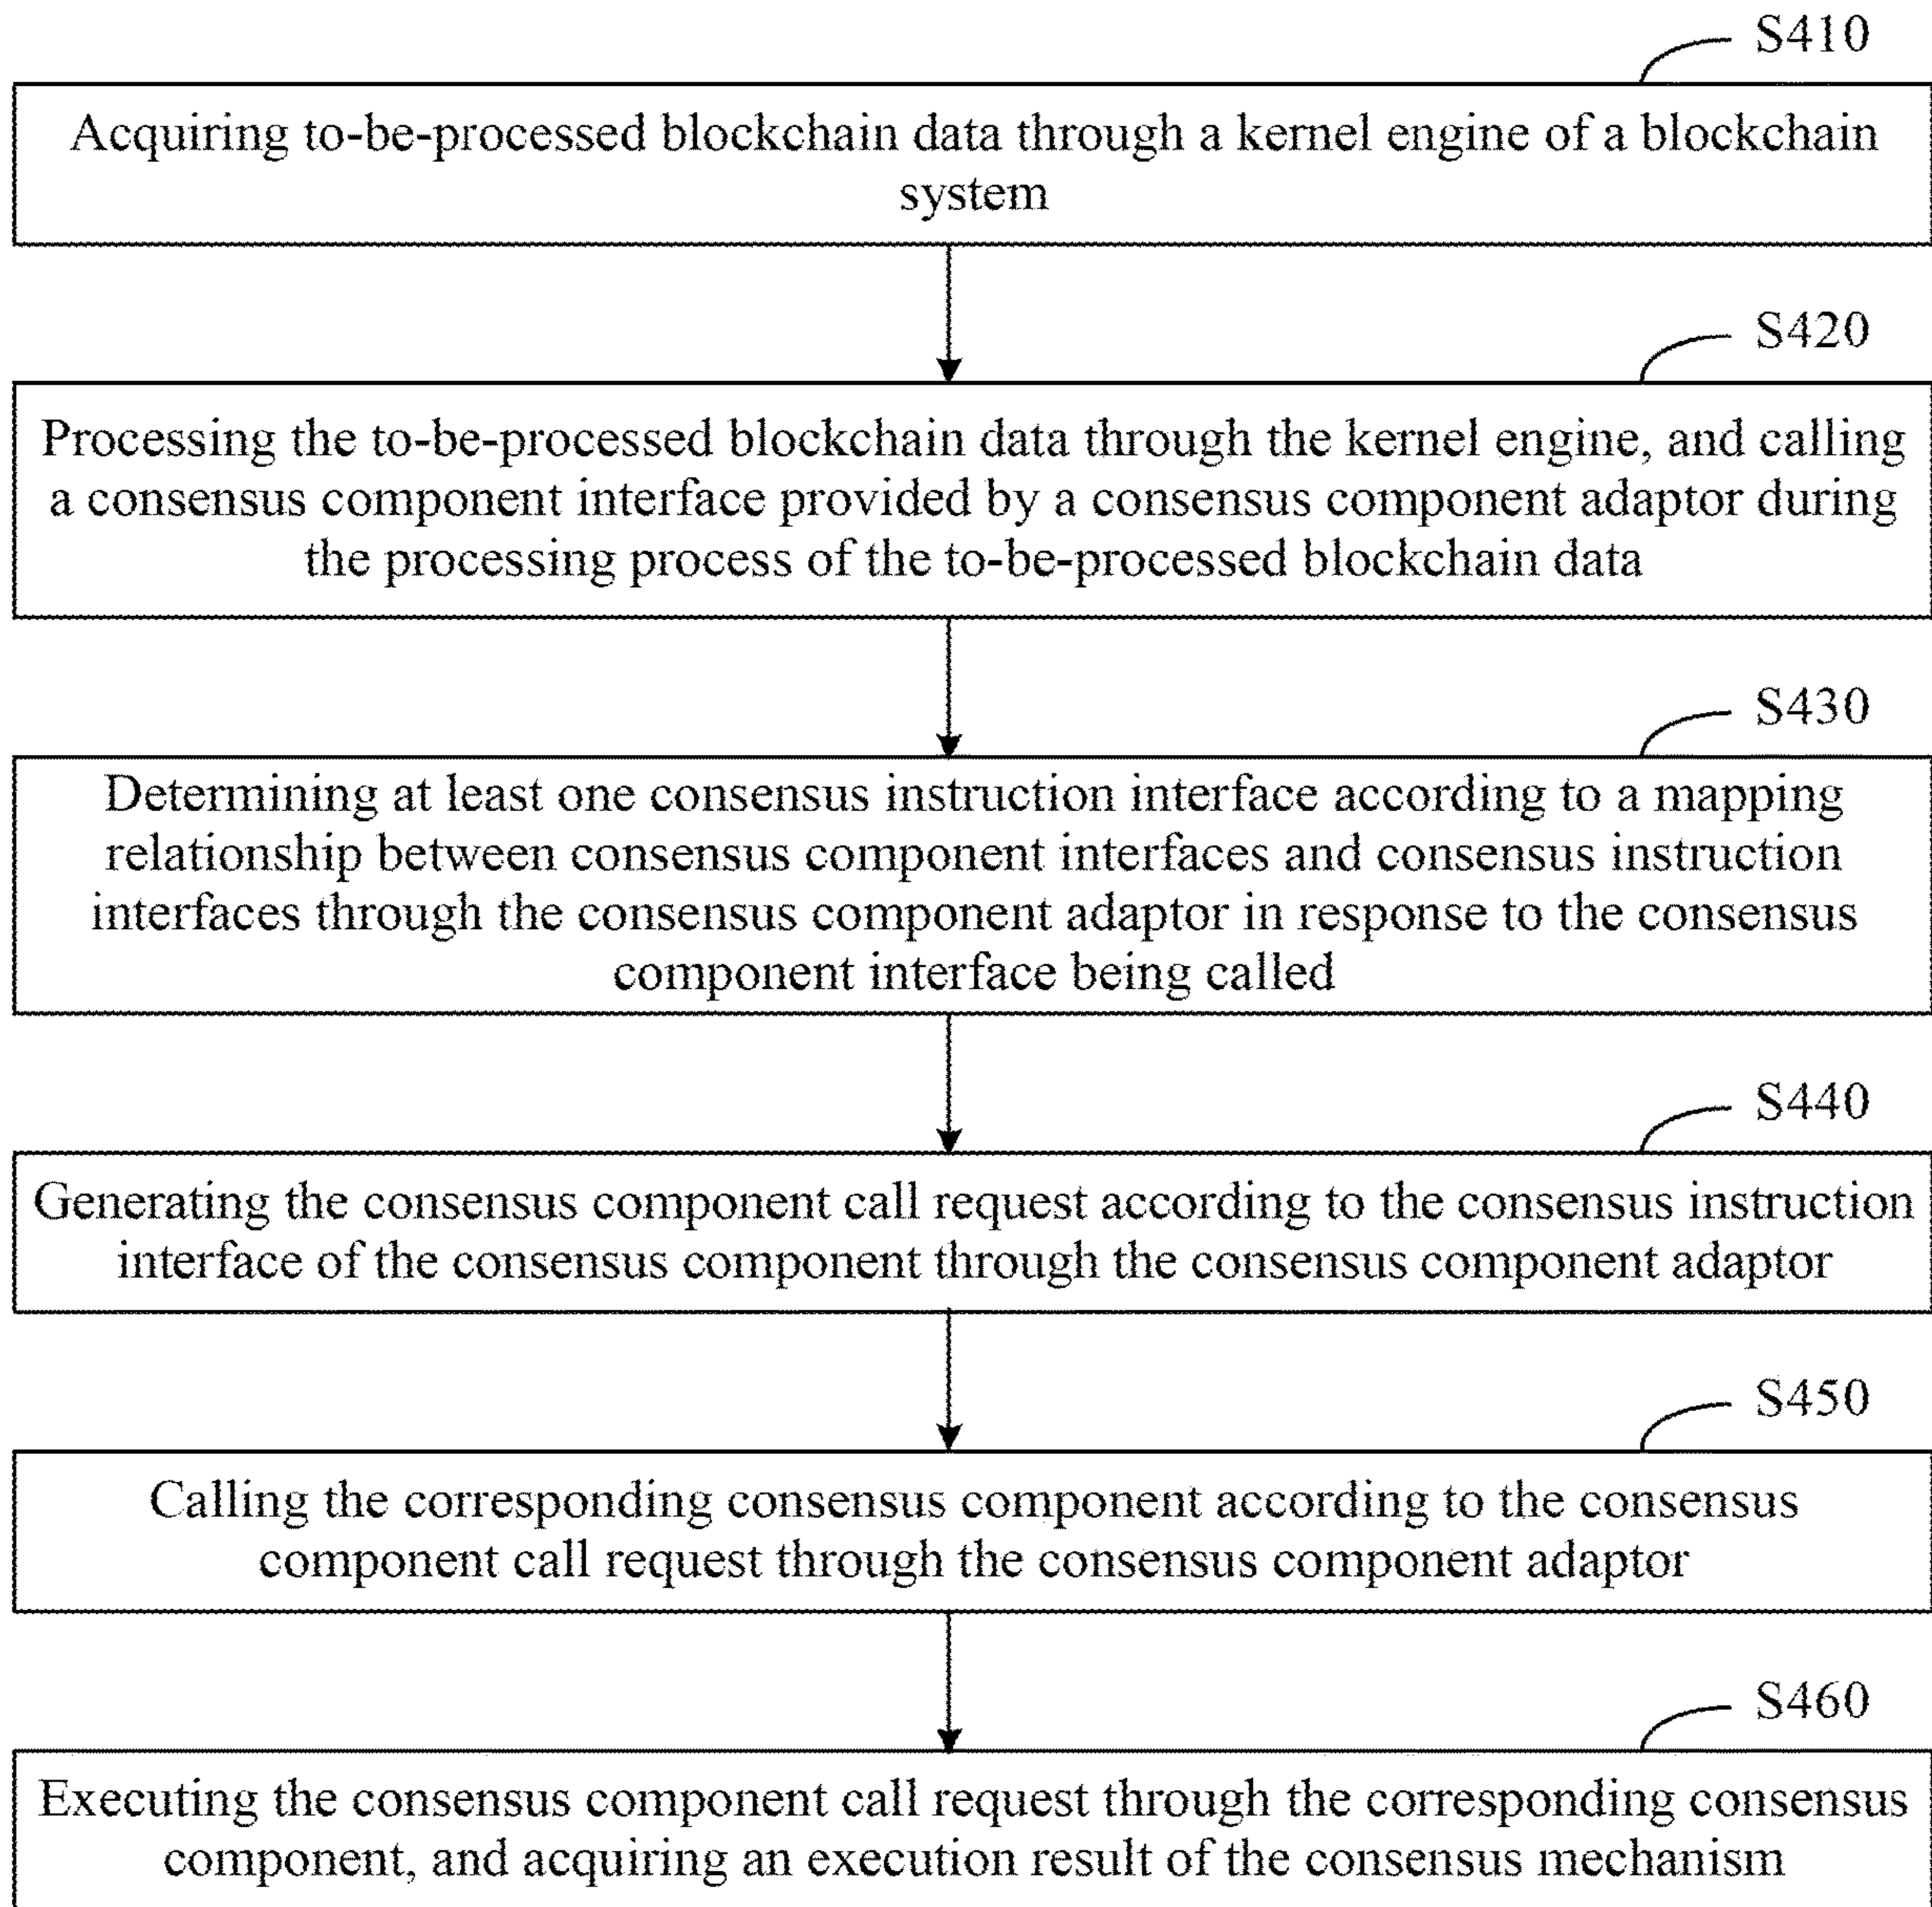 S410
Acquiring to-be-processed blockchain data through a kernel engine of a blockchain
system
S420
Processing the to-be-processed blockchain data through the kernel engine, and calling
a consensus component interface provided by a consensus component adaptor during
the processing process of the to-be-processed blockchain data
S430
Determining at least one consensus instruction interface according to a mapping
relationship between consensus component interfaces and consensus instruction
interfaces through the consensus component adaptor in response to the consensus
component interface being called
S440
Generating the consensus component call request according to the consensus instruction
interface of the consensus component through the consensus component adaptor
S450
Calling the corresponding consensus component according to the consensus
component call request through the consensus component adaptor
S460
Executing the consensus component call request through the corresponding consensus
component, and acquiring an execution result of the consensus mechanism